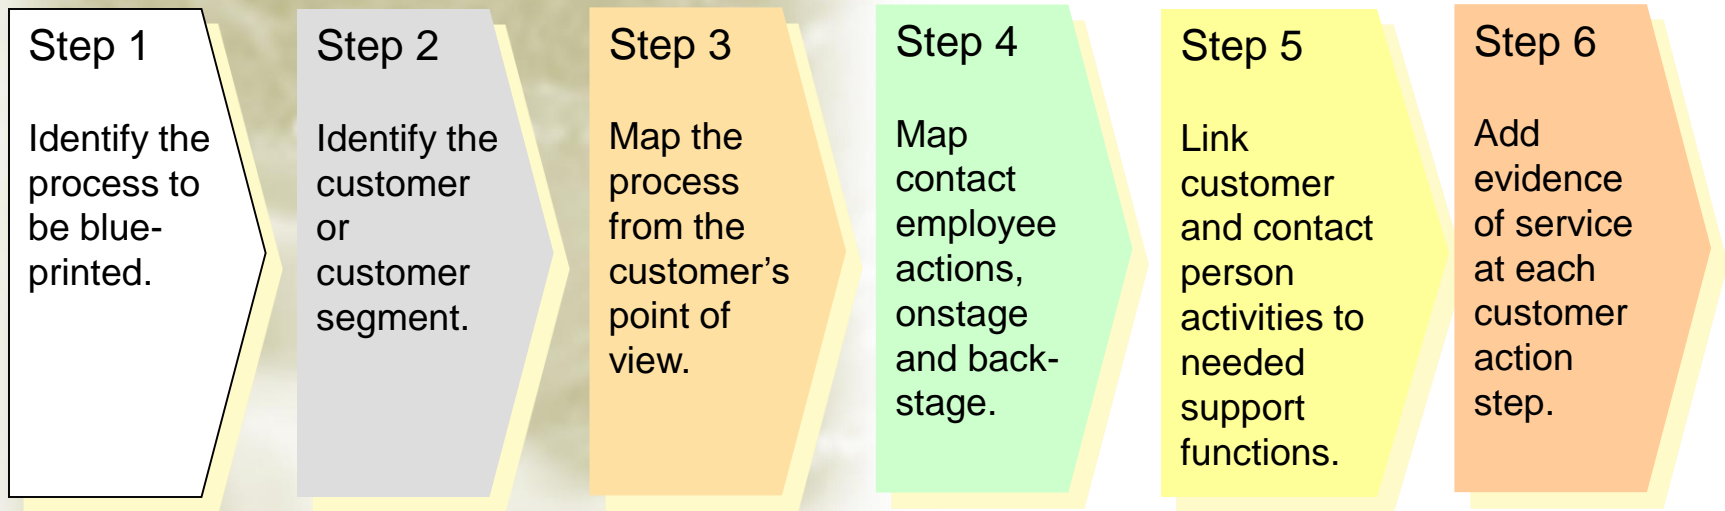 Step 1
Identify the
process to
be blue-
printed.
Step 2
Identify the
customer
or
customer
segment.
Step 3
Map the
process
from the
customer’s
point of
view.
Step 4
Map
contact
employee
actions,
onstage
and back-
stage.
Step 5
Link
customer
and contact
person
activities to
needed
support
functions.
Step 6
Add
evidence
of service
at each
customer
action
step.